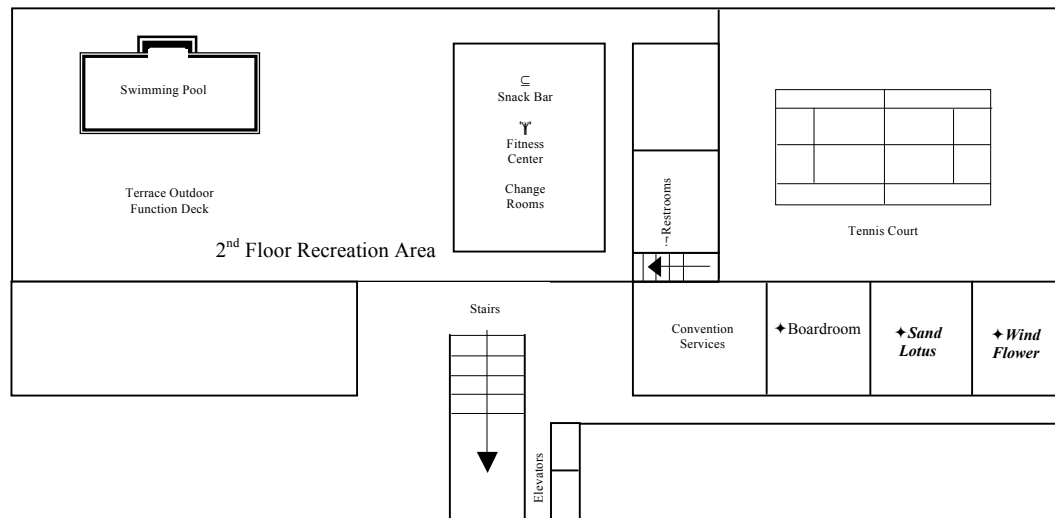 Swimming Pool
⊆
Snack Bar
Fitness
Center
Change
Rooms
Restrooms
Terrace Outdoor
Function Deck
Tennis Court
2nd Floor Recreation Area
Stairs
Convention
Services
✦Boardroom
✦Sand
Lotus
✦Wind
Flower
Elevators